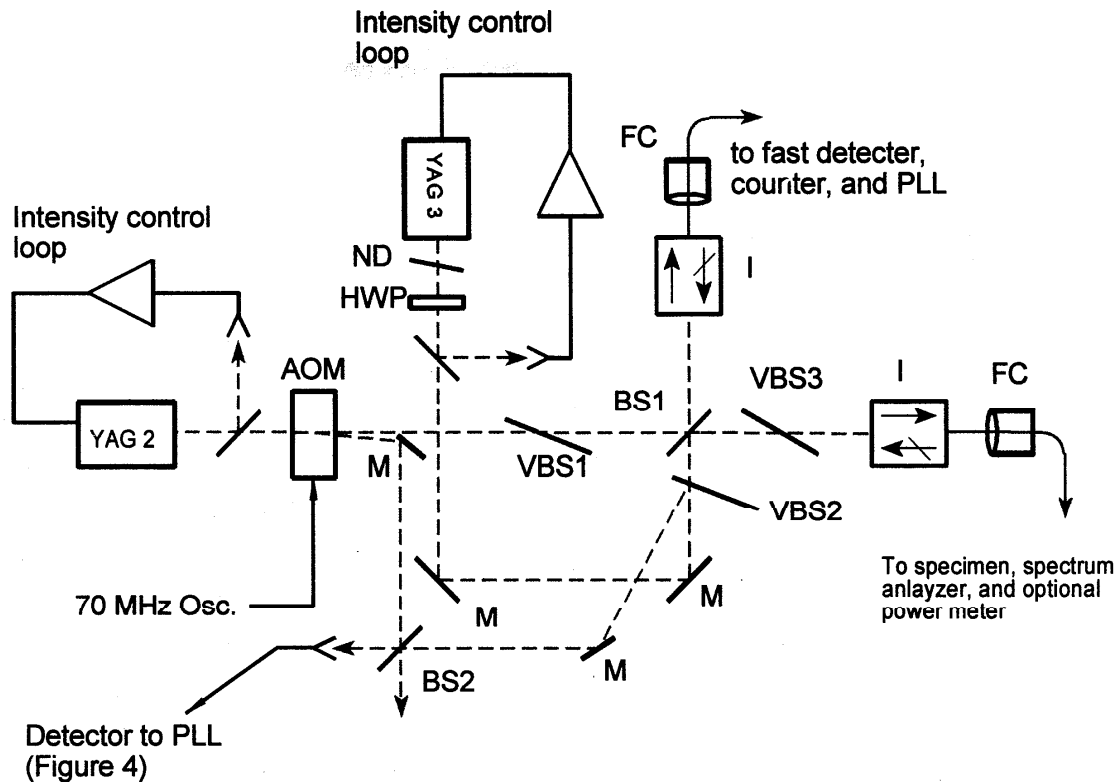 Intensity control
loop
FC
to fast detecter,
counter, and PLL
YAG 3
Intensity control
loop
ND
I
HWP
AOM
VBS3
I
FC
BS1
YAG 2
M
VBS1
VBS2
70 MHz Osc.
M
M
To specimen, spectrum
anlayzer, and optional
power meter
BS2
M
Detector to PLL
(Figure 4)